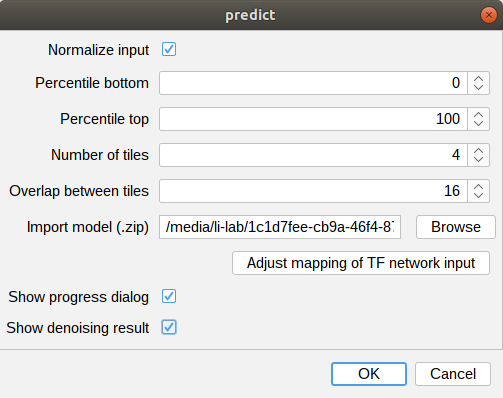 predict
Normalize input
Percentile bottom 0
Percentile top 100
Number of tiles 4
Overlap between tiles 16
Import model (.zip) /media/li-lab/1c1d7fee-cb9a-46f4-87 Browse
Adjust mapping of TF network input
Show progress dialog
Show denoising result
OK Cancel